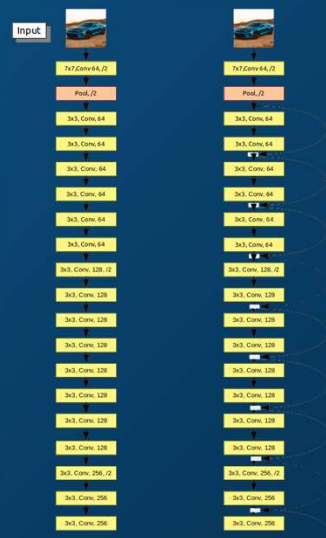 Input
7x7,Conv 64, /2
Pool, /2
3x3, Conv, 64
3x3, Conv, 64
3x3, Conv, 64
3x3, Conv, 64
3x3, Conv, 64
3x3, Conv, 64
3x3, Conv, 128, /2
3x3, Conv, 128
3x3, Conv, 128
3x3, Conv, 128
3x3, Conv, 128
3x3, Conv, 128
3x3, Conv, 128
3x3, Conv, 128
3x3, Conv, 256, /2
3x3, Conv, 256
3x3, Conv, 256
7x7,Conv 64, /2
Pool, /2
3x3, Conv, 64
3x3, Conv, 64
3x3, Conv, 64
3x3, Conv, 64
3x3, Conv, 64
3x3, Conv, 64
3x3, Conv, 128, /2
3x3, Conv, 128
3x3, Conv, 128
3x3, Conv, 128
3x3, Conv, 128
3x3, Conv, 128
3x3, Conv, 128
3x3, Conv, 128
3x3, Conv, 256, /2
3x3, Conv, 256
3x3, Conv, 256